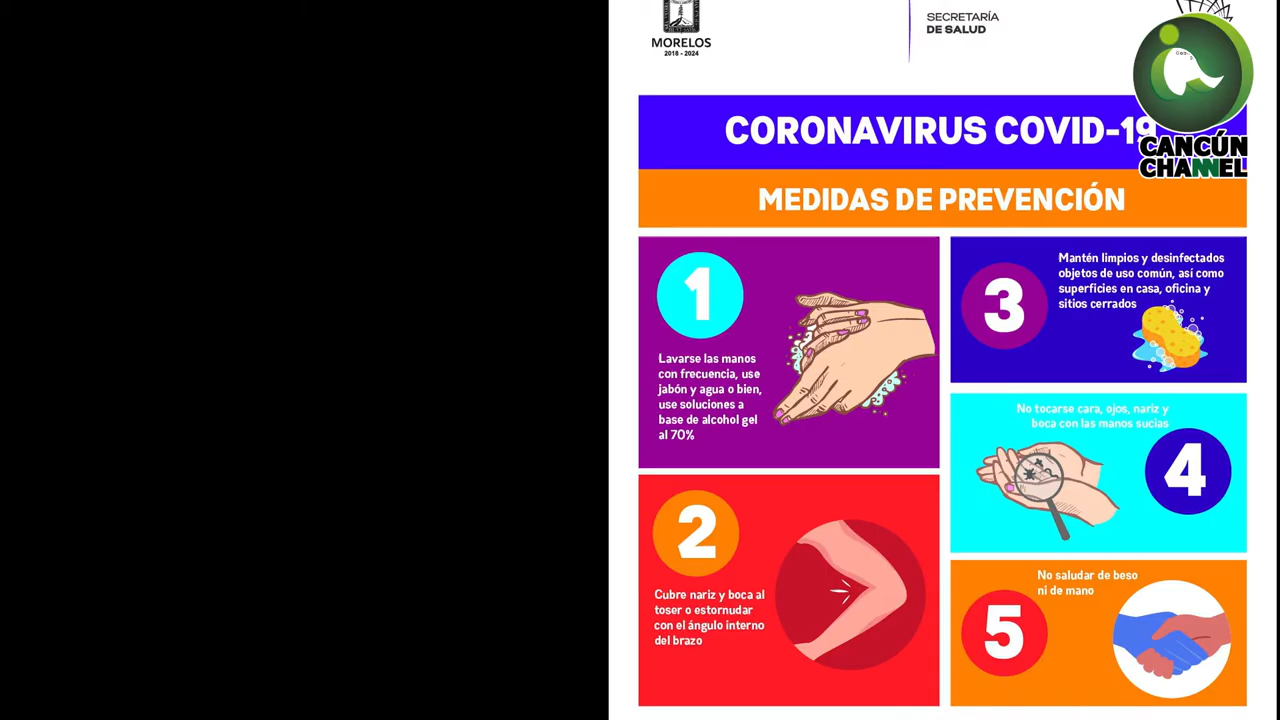 MORELOS
2018 - 2024
SECRETARÍA
DE SALUD
CANCÚN
CHANNEL
CORONAVIRUS COVID-19
MEDIDAS DE PREVENCIÓN
1
Lavarse las manos
con frecuencia, use
jabón y agua o bien,
use soluciones a
base de alcohol gel
al 70%
2
Cubre nariz y boca al
toser o estornudar
con el ángulo interno
del brazo
3
Mantén limpios y desinfectados
objetos de uso común, así como
superficies en casa, oficina y
sitios cerrados
No tocarse cara, ojos, nariz y
boca con las manos sucias
4
No saludar de beso
ni de mano
5